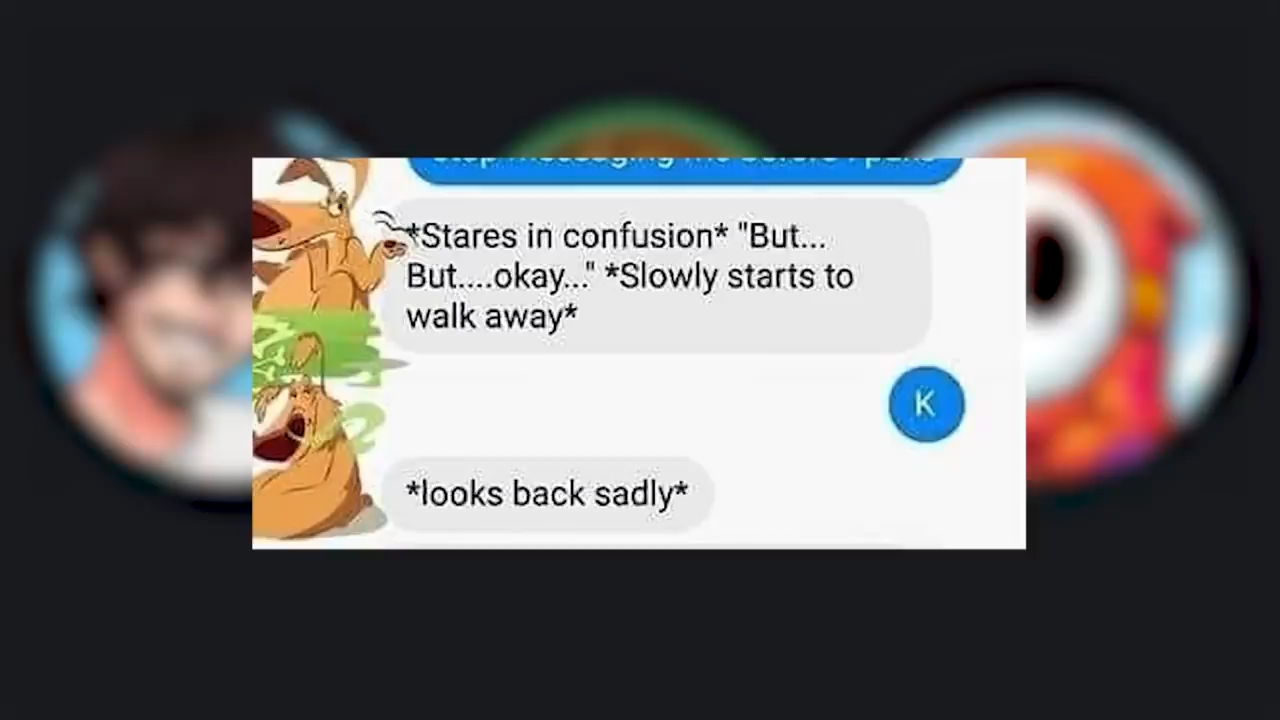 *Stares in confusion* "But...
But....okay..." *Slowly starts to
walk away*
K
*looks back sadly*